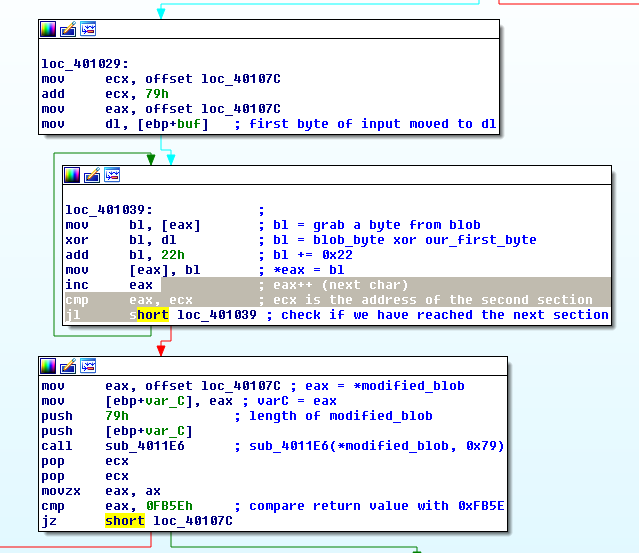 loc_401029:
mov ecx, offset loc_40107C
add ecx, 79h
mov eax, offset loc_40107C
mov dl, [ebp+buf] ; first byte of input moved to dl
loc_401039: ;
mov bl, [eax] ; bl = grab a byte from blob
xor bl, dl ; bl = blob_byte xor our_first_byte
add bl, 22h ; bl += 0x22
mov [eax], bl ; *eax = bl
inc eax ; eax++ (next char)
cmp eax, ecx ; ecx is the address of the second section
jl short loc_401039 ; check if we have reached the next section
mov eax, offset loc_40107C ; eax = *modified_blob
mov [ebp+var_C], eax ; varC = eax
push 79h ; length of modified_blob
push [ebp+var_C]
call sub_4011E6 ; sub_4011E6(*modified_blob, 0x79)
pop ecx
pop ecx
movzx eax, ax
cmp eax, 0FB5Eh ; compare return value with 0xFB5E
jz short loc_40107C